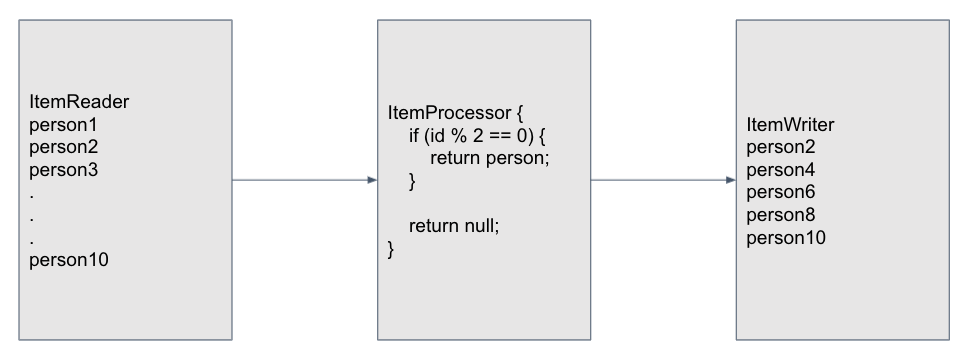 ItemReader
person1
person2
person3
.
.
.
person10
ItemProcessor {
if (id % 2 == 0) {
return person;
}
return null;
}
ItemWriter
person2
person4
person6
person8
person10